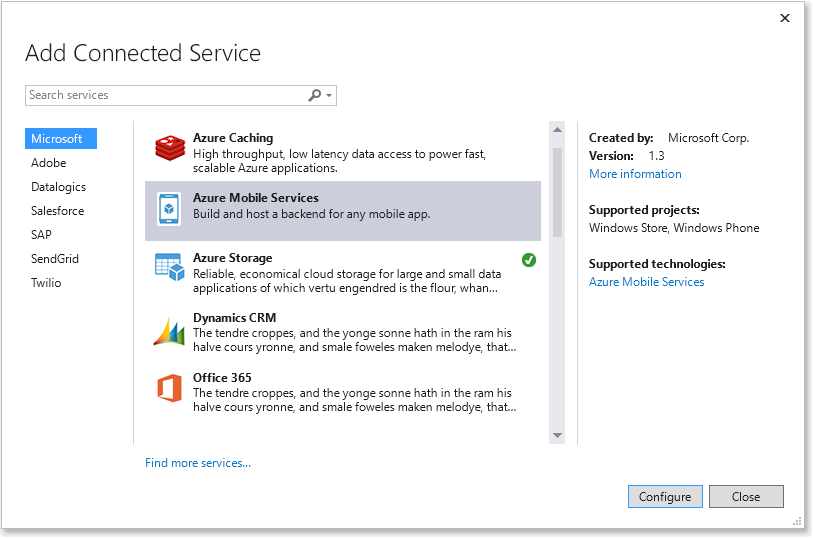 Add Connected Service
Search services
Microsoft
Adobe
Datalogics
Salesforce
SAP
SendGrid
Twilio
Azure Caching
High throughput, low latency data access to power fast,
scalable Azure applications.
Azure Mobile Services
Build and host a backend for any mobile app.
Azure Storage
Reliable, economical cloud storage for large and small data
applications of which vertu engendred is the flour, whan...
Dynamics CRM
The tendre croppes, and the yonge sonne hath in the ram his
halve cours yronne, and smale foweles maken melodye, that...
Office 365
The tendre croppes, and the yonge sonne hath in the ram his
halve cours yronne, and smale foweles maken melodye, that...
Find more services...
Created by: Microsoft Corp.
Version: 1.3
More information
Supported projects:
Windows Store, Windows Phone
Supported technologies:
Azure Mobile Services
Configure
Close